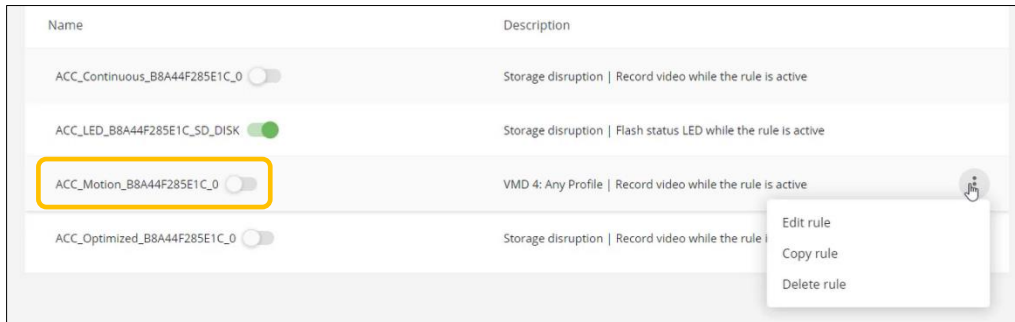 Name Description
ACC_Continuous_B8A44F285E1C_0 Storage disruption | Record video while the rule is active
ACC_LED_B8A44F285E1C_SD_DISK Storage disruption | Flash status LED while the rule is active
ACC_Motion_B8A44F285E1C_0 VMD 4: Any Profile | Record video while the rule is active
Edit rule
ACC_Optimized_B8A44F285E1C_0 Storage disruption | Record video while the rule i
Copy rule
Delete rule